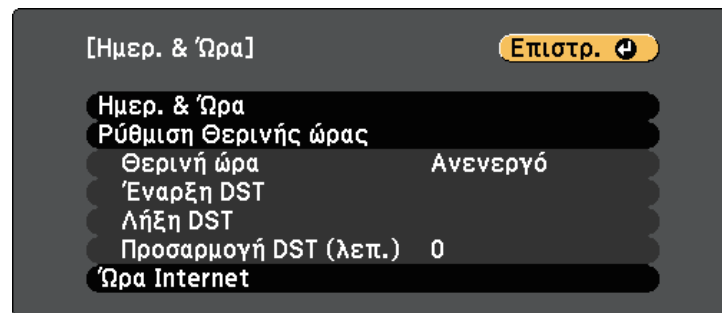 [Ημερ. & Ώρα] Επιστρ.
Ημερ. & Ώρα
Ρύθμιση Θερινής ώρας
Θερινή ώρα Ανενεργό
Έναρξη DST
Λήξη DST
Προσαρμογή DST (λεπ.) 0
Ώρα Internet